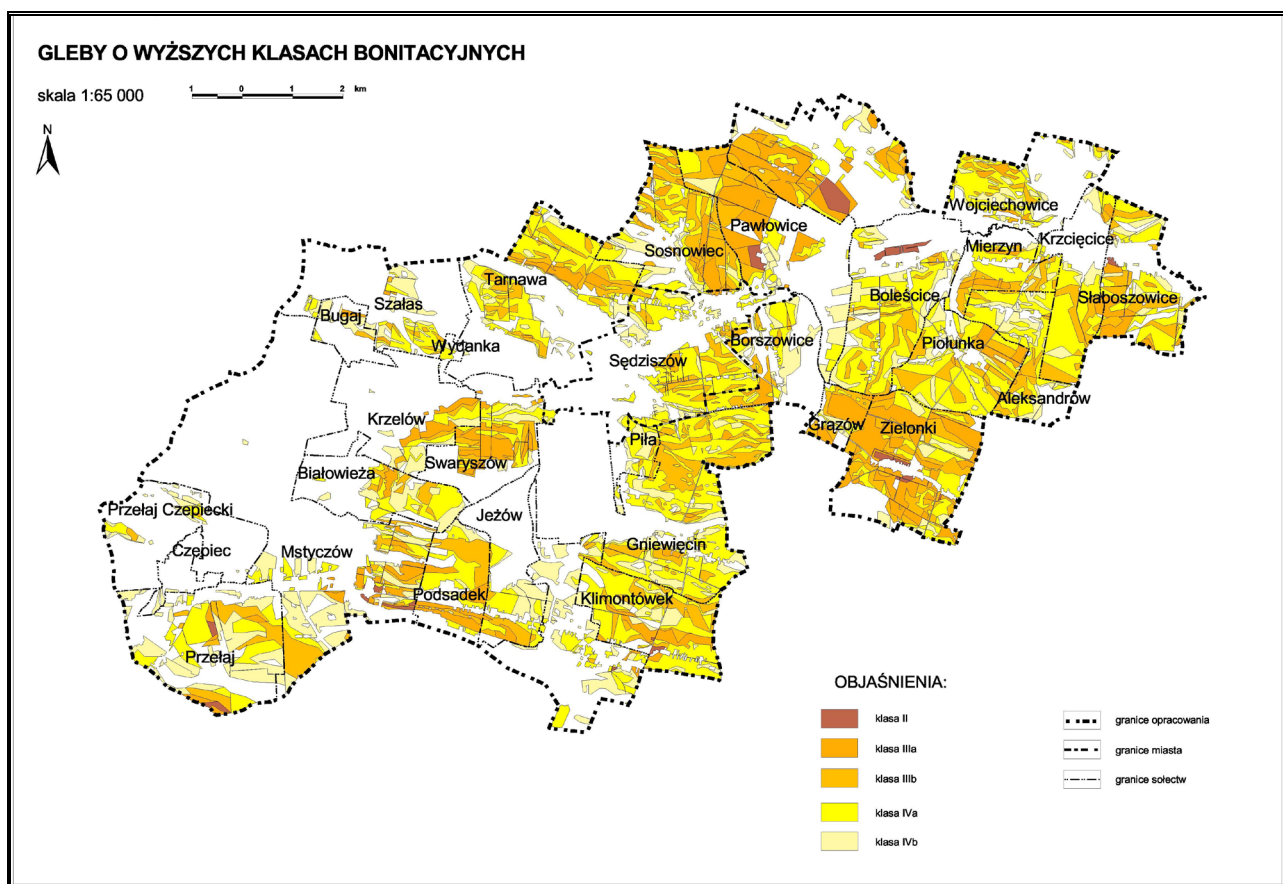 GLEBY O WYŻSZYCH KLASACH BONITACYJNYCH
skala 1:65 000
1 0 1 2 km
N
Wojciechowice
Pawłowice
Krzcięcice
Mierzyn
Sosnowiec
Tarnawa
Boleścice
Słaboszowice
Szałas
Bugaj
Borszowice
Piołunka
Wydanka
Sędziszów
Aleksandrów
Krzelów
Grązów
Zielonki
Piła
Swaryszów
Białowieża
Przełaj Czepiecki
Jeżów
Gniewięcin
Czepiec
Mstyczów
Podsadek
Klimontówek
Przełaj
OBJAŚNIENIA:
klasa II
klasa IIIa
klasa IIIb
klasa IVa
klasa IVb
granice opracowania
granice miasta
granice sołectw